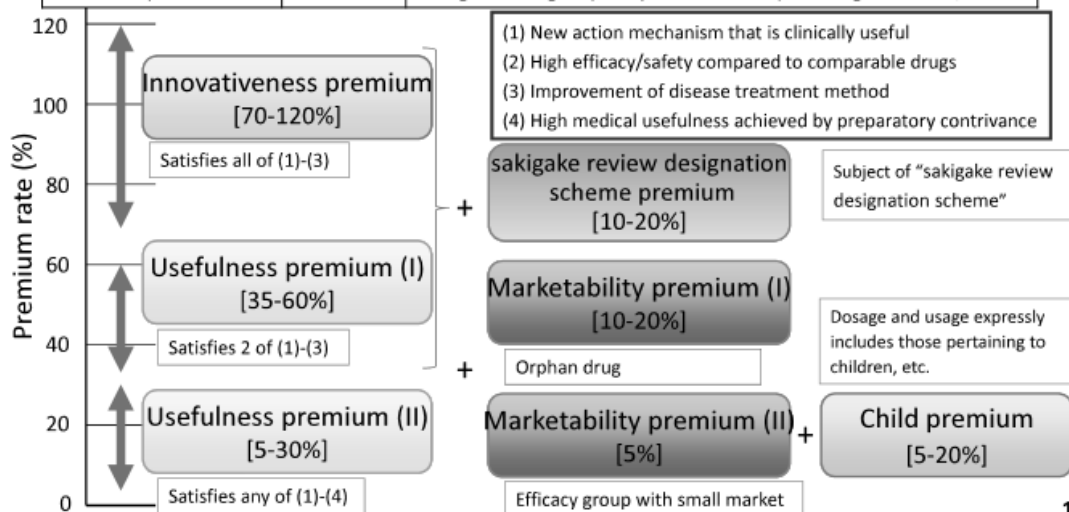 120
100
80
60
40
20
0
Premium rate (%)
Innovativeness premium
[70-120%]
Satisfies all of (1)-(3)
Usefulness premium (I)
[35-60%]
Satisfies 2 of (1)-(3)
Usefulness premium (II)
[5-30%]
Satisfies any of (1)-(4)
(1) New action mechanism that is clinically useful
(2) High efficacy/safety compared to comparable drugs
(3) Improvement of disease treatment method
(4) High medical usefulness achieved by preparatory contrivance
+
sakigake review designation
scheme premium
[10-20%]
Subject of “sakigake review
designation scheme”
+
Marketability premium (I)
[10-20%]
Orphan drug
Marketability premium (II)
[5%]
Efficacy group with small market
+
Dosage and usage expressly
includes those pertaining to
children, etc.
Child premium
[5-20%]